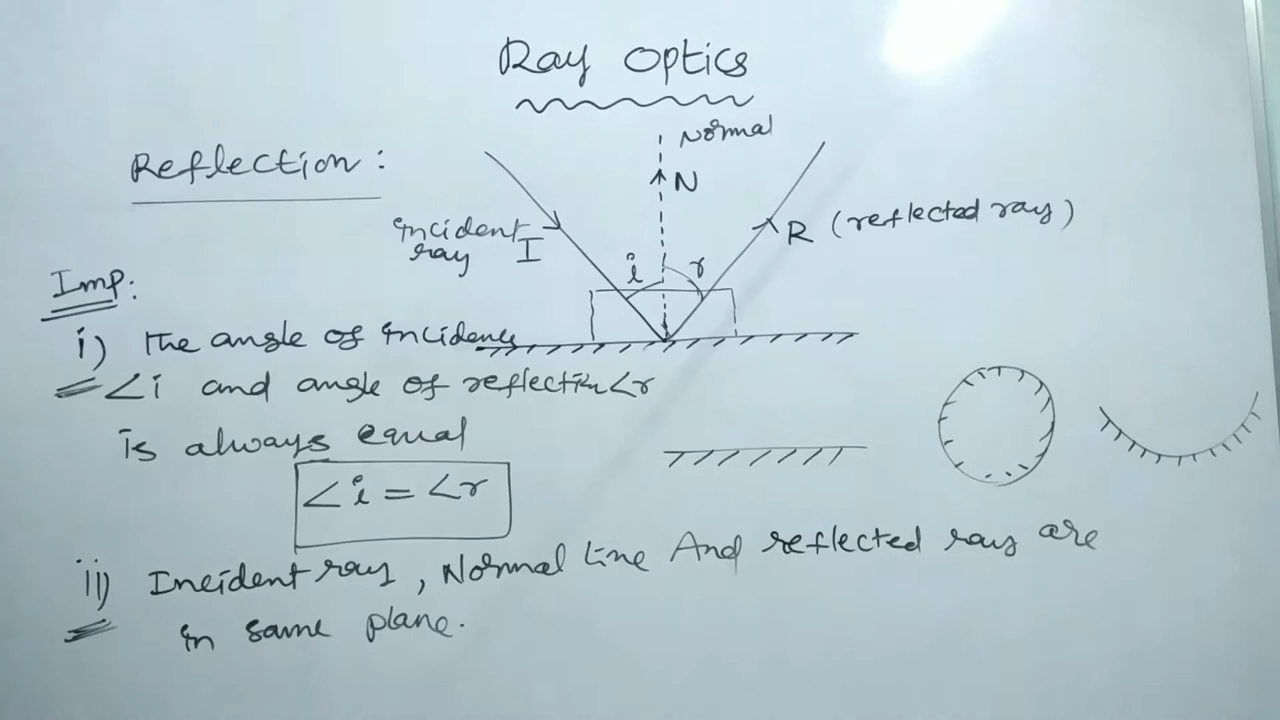 Ray Optics
Reflection :
Normal
N
incident
ray I
R (reflected ray)
i
r
Imp:
i) The angle of incidence
∠i and angle of reflection ∠r
is always equal
∠i = ∠r
ii) Incident ray, Normal line And reflected ray are
in same plane.